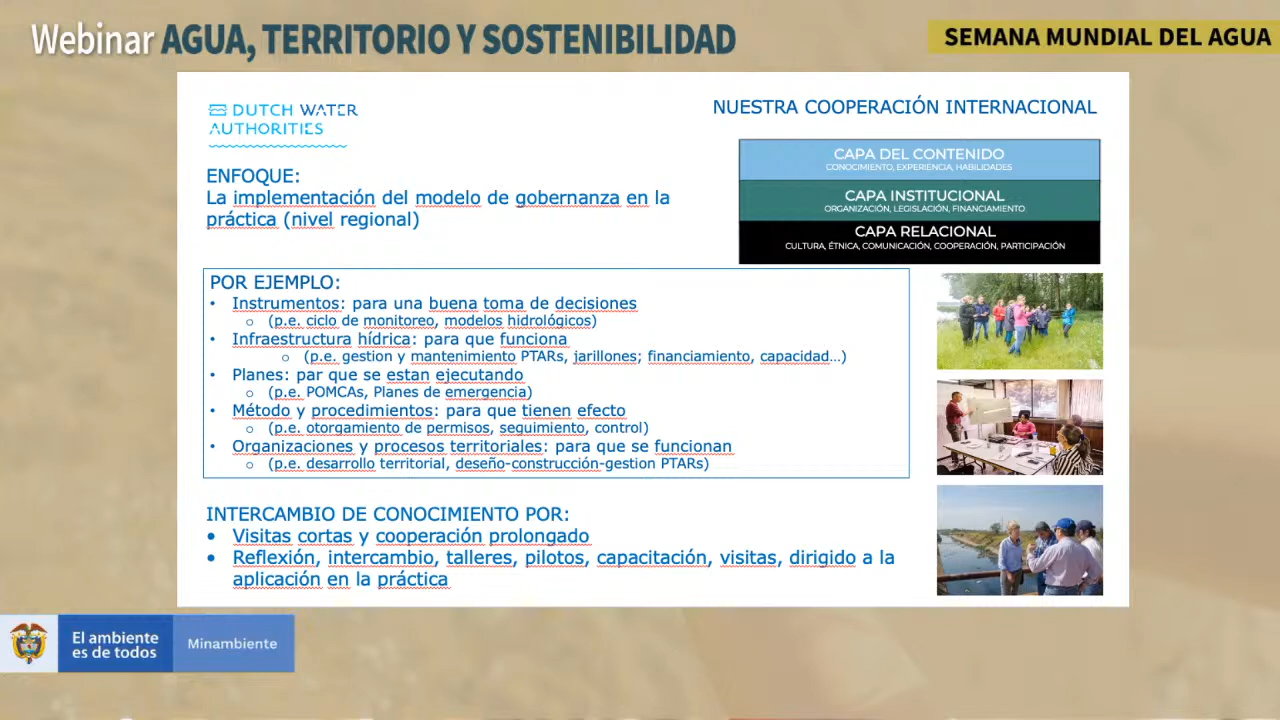 Webinar AGUA, TERRITORIO Y SOSTENIBILIDAD
SEMANA MUNDIAL DEL AGUA
DUTCH WATER
AUTHORITIES
NUESTRA COOPERACIÓN INTERNACIONAL
CAPA DEL CONTENIDO
CONOCIMIENTO, EXPERIENCIA, HABILIDADES
CAPA INSTITUCIONAL
ORGANIZACIÓN, LEGISLACIÓN, FINANCIAMIENTO
CAPA RELACIONAL
CULTURA, ÉTNICA, COMUNICACIÓN, COOPERACIÓN, PARTICIPACIÓN
ENFOQUE:
La implementación del modelo de gobernanza en la
práctica (nivel regional)
POR EJEMPLO:
• Instrumentos: para una buena toma de decisiones
o (p.e. ciclo de monitoreo, modelos hidrológicos)
• Infraestructura hídrica: para que funciona
o (p.e. gestion y mantenimiento PTARs, jarillones; financiamiento, capacidad…)
• Planes: par que se estan ejecutando
o (p.e. POMCAs, Planes de emergencia)
• Método y procedimientos: para que tienen efecto
o (p.e. otorgamiento de permisos, seguimiento, control)
• Organizaciones y procesos territoriales: para que se funcionan
o (p.e. desarrollo territorial, deseño-construcción-gestion PTARs)
INTERCAMBIO DE CONOCIMIENTO POR:
• Visitas cortas y cooperación prolongado
• Reflexión, intercambio, talleres, pilotos, capacitación, visitas, dirigido a la
aplicación en la práctica
El ambiente
es de todos
Minambiente